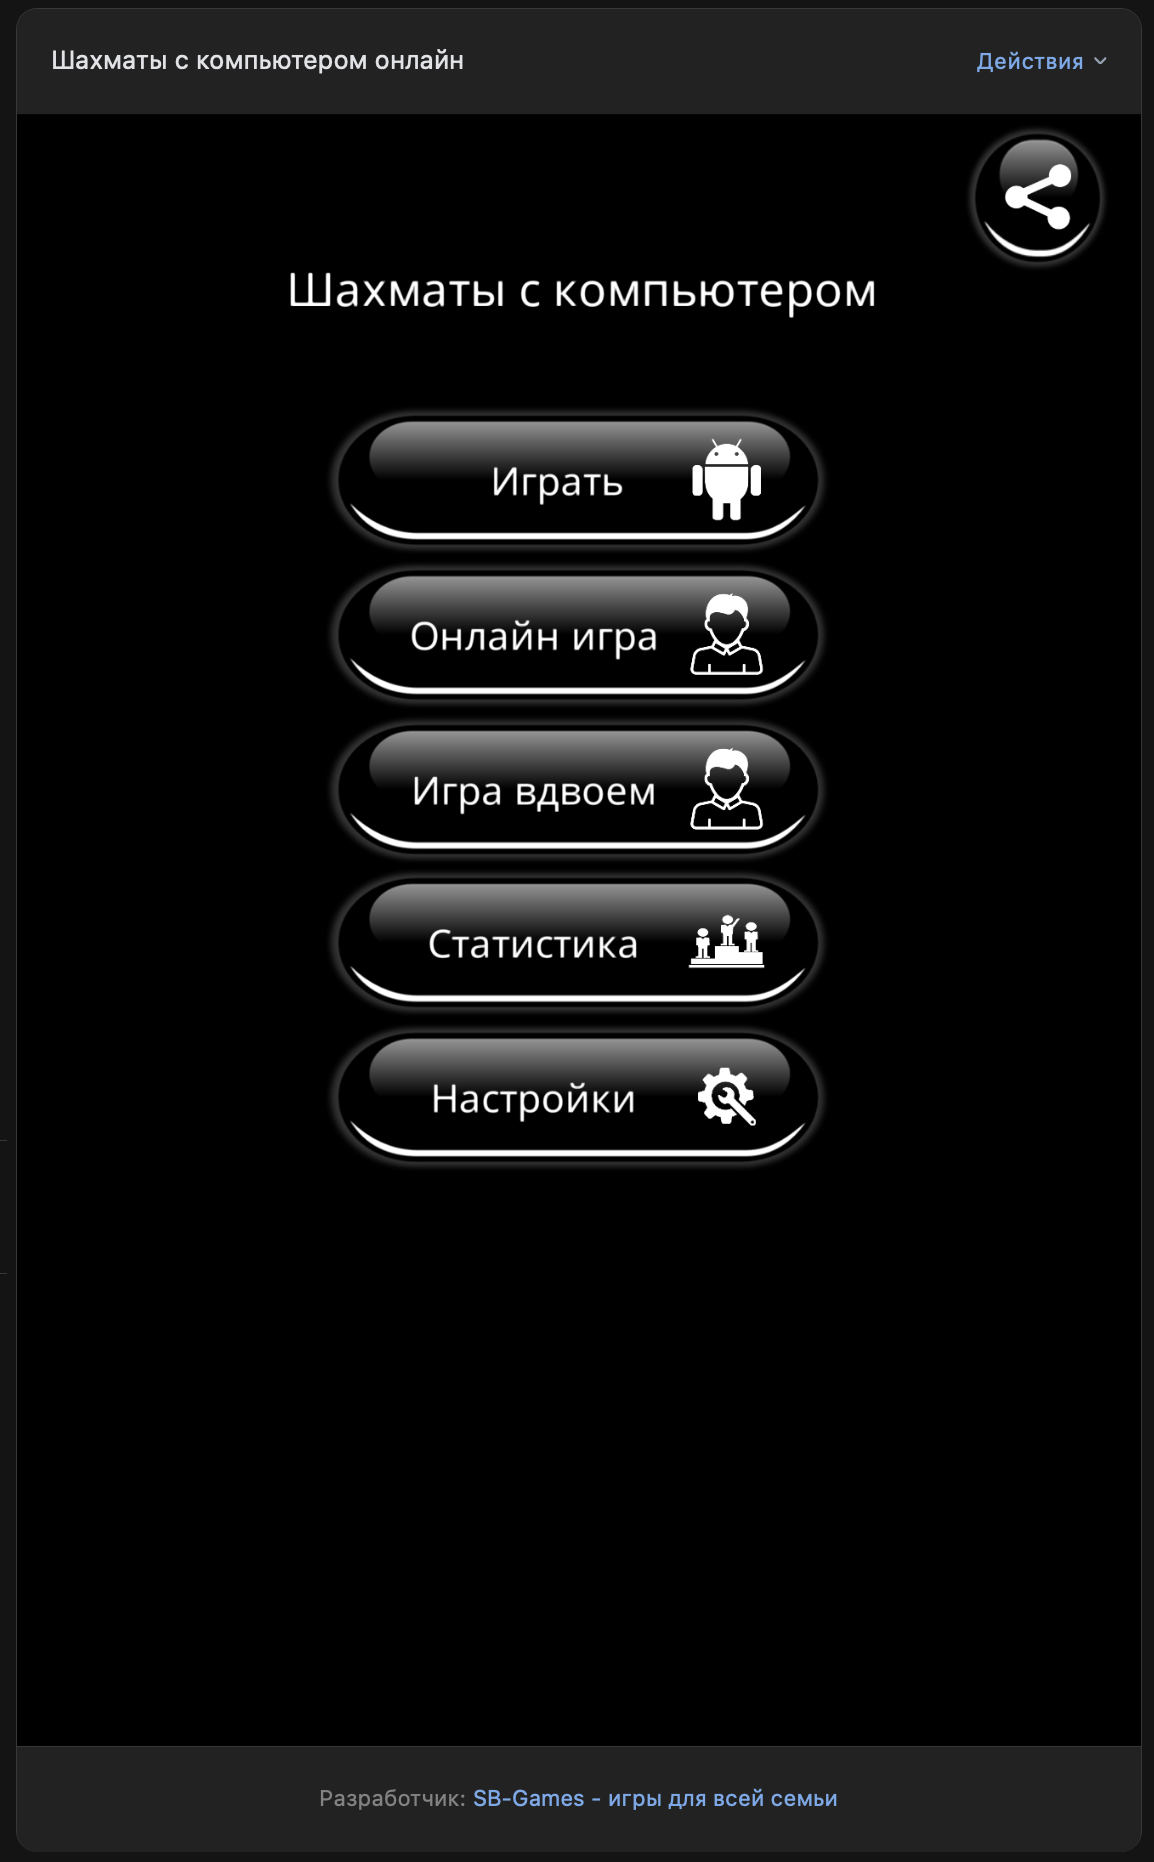 Шахматы с компьютером онлайн
Действия
Шахматы с компьютером
Играть
Онлайн игра
Игра вдвоем
Статистика
Настройки
Разработчик: SB-Games - игры для всей семьи